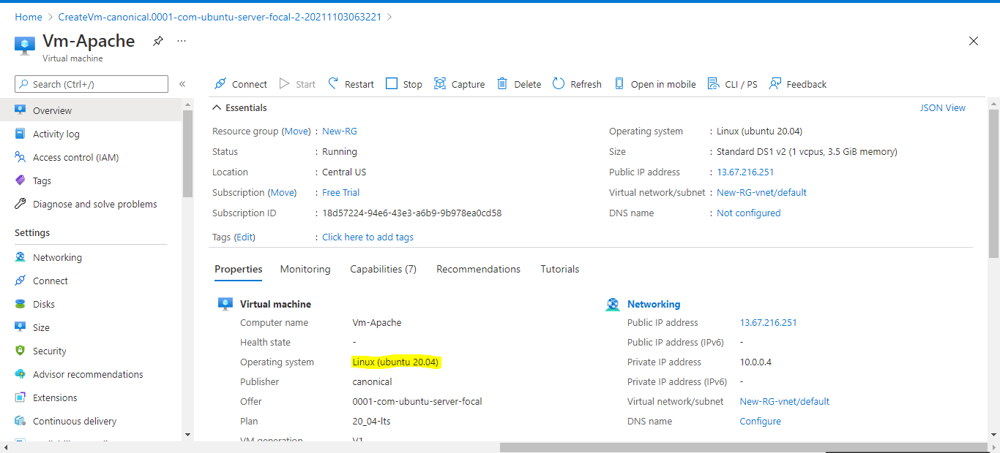 Home > CreateVm-canonical.0001-com-ubuntu-server-focal-2-20211103063221 >
Vm-Apache ...
Virtual machine
Search (Ctrl+/) «
Overview
Activity log
Access control (IAM)
Tags
Diagnose and solve problems
Settings
Networking
Connect
Disks
Size
Security
Advisor recommendations
Extensions
Continuous delivery
Connect Start Restart Stop Capture Delete Refresh Open in mobile CLI / PS Feedback
Essentials JSON View
Resource group (Move) : New-RG
Status : Running
Location : Central US
Subscription (Move) : Free Trial
Subscription ID : 18d57224-94e6-43e3-a6b9-9b978ea0cd58
Tags (Edit) : Click here to add tags
Operating system : Linux (ubuntu 20.04)
Size : Standard DS1 v2 (1 vcpus, 3.5 GiB memory)
Public IP address : 13.67.216.251
Virtual network/subnet : New-RG-vnet/default
DNS name : Not configured
Properties Monitoring Capabilities (7) Recommendations Tutorials
Virtual machine
Computer name Vm-Apache
Health state -
Operating system Linux (ubuntu 20.04)
Publisher canonical
Offer 0001-com-ubuntu-server-focal
Plan 20_04-lts
VM generation V1
Networking
Public IP address 13.67.216.251
Public IP address (IPv6) -
Private IP address 10.0.0.4
Private IP address (IPv6) -
Virtual network/subnet New-RG-vnet/default
DNS name Configure